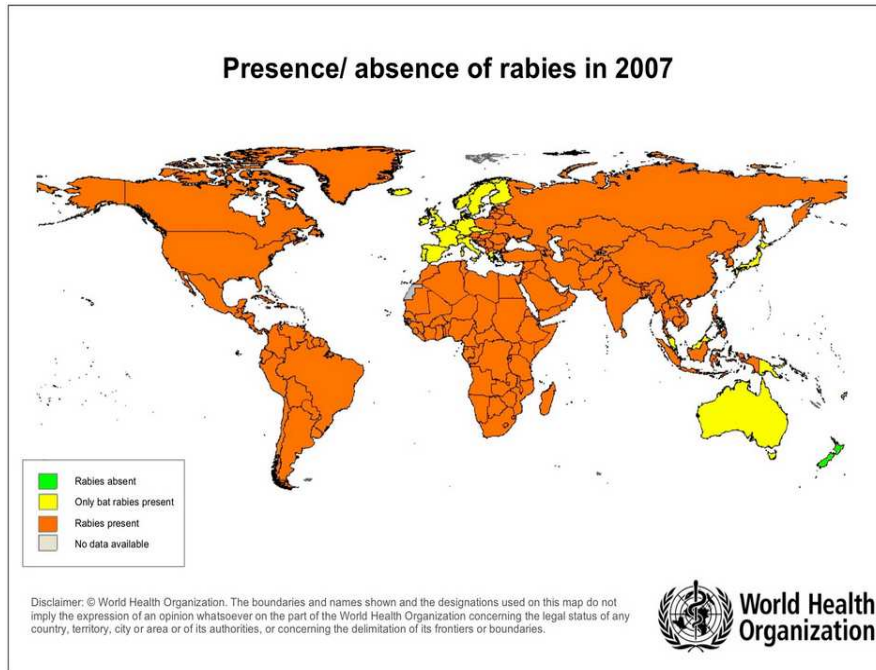 Presence/ absence of rabies in 2007
Rabies absent
Only bat rabies present
Rabies present
No data available
Disclaimer: © World Health Organization. The boundaries and names shown and the designations used on this map do not
imply the expression of an opinion whatsoever on the part of the World Health Organization concerning the legal status of any
country, territory, city or area or of its authorities, or concerning the delimitation of its frontiers or boundaries.
World Health
Organization